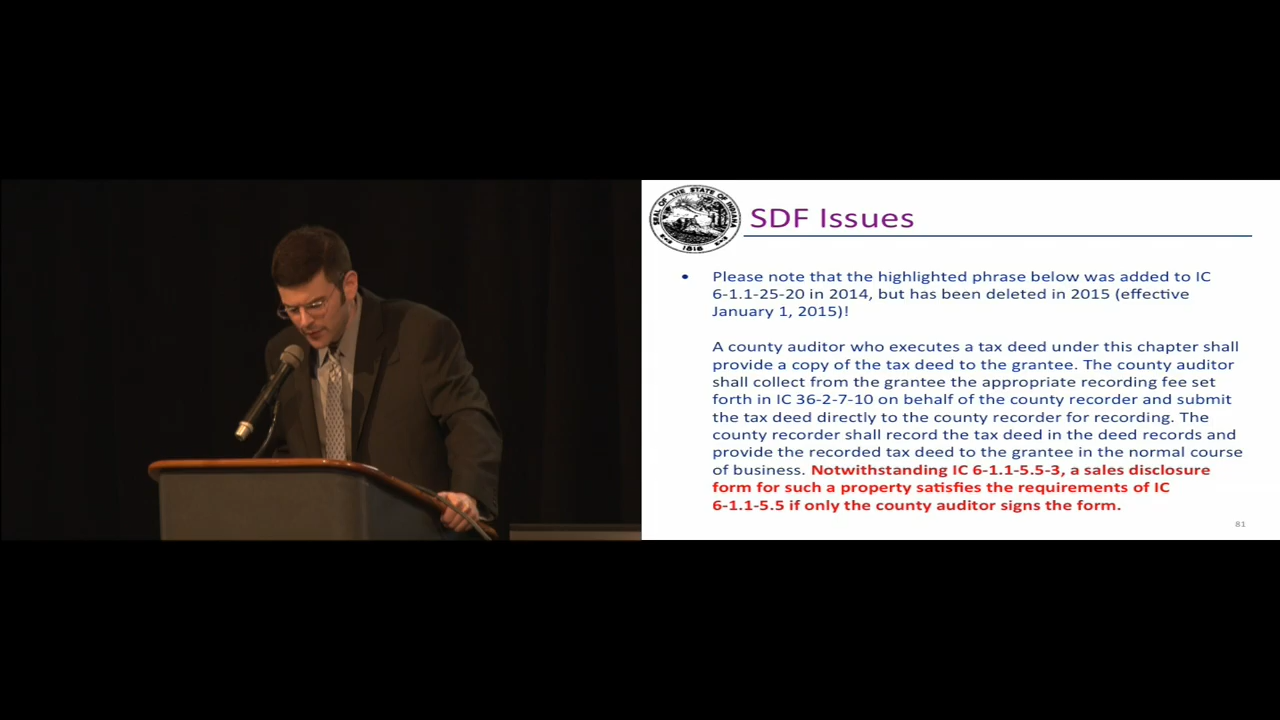 SEAL OF THE STATE OF INDIANA
1816
SDF Issues
• Please note that the highlighted phrase below was added to IC
6-1.1-25-20 in 2014, but has been deleted in 2015 (effective
January 1, 2015)!
A county auditor who executes a tax deed under this chapter shall
provide a copy of the tax deed to the grantee. The county auditor
shall collect from the grantee the appropriate recording fee set
forth in IC 36-2-7-10 on behalf of the county recorder and submit
the tax deed directly to the county recorder for recording. The
county recorder shall record the tax deed in the deed records and
provide the recorded tax deed to the grantee in the normal course
of business. Notwithstanding IC 6-1.1-5.5-3, a sales disclosure
form for such a property satisfies the requirements of IC
6-1.1-5.5 if only the county auditor signs the form.
81